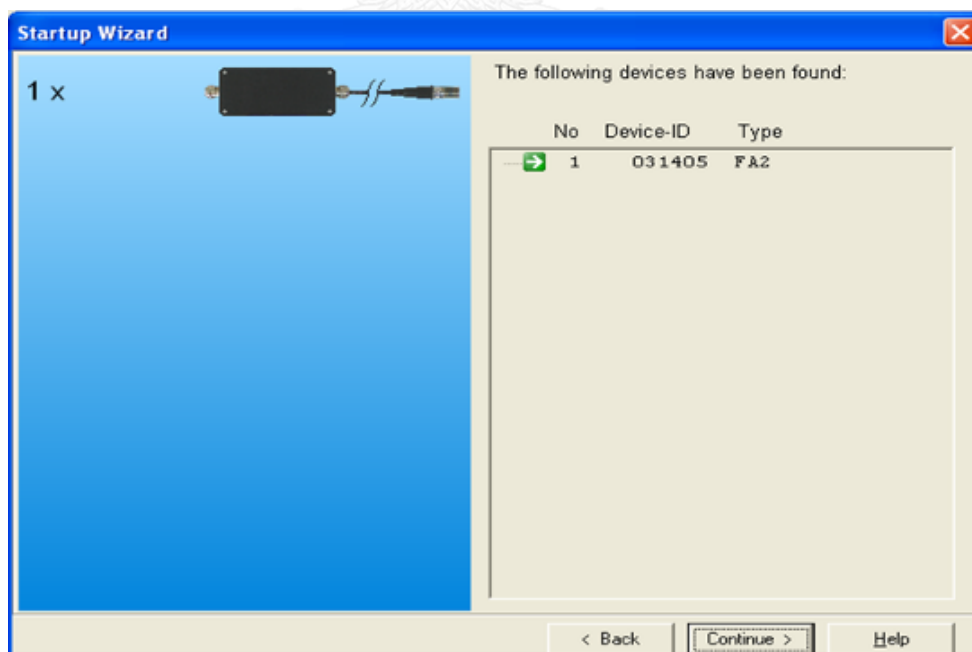 Startup Wizard
1 x
The following devices have been found:
No Device-ID Type
1 031405 FA2
< Back Continue > Help